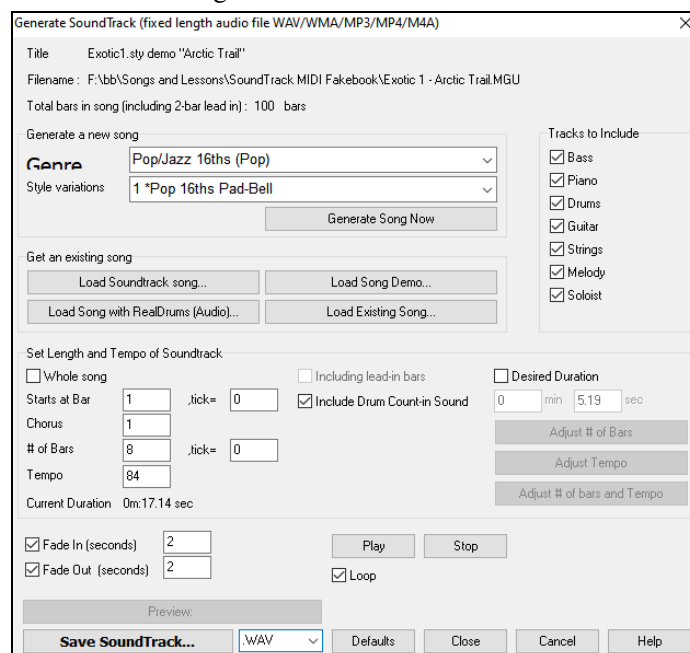 Generate SoundTrack (fixed length audio file WAV/WMA/MP3/MP4/M4A)
Title Exotic1.sty demo "Arctic Trail"
Filename : F:\bb\Songs and Lessons\SoundTrack MIDI Fakebook\Exotic 1 - Arctic Trail.MGU
Total bars in song (including 2-bar lead in) : 100 bars
Generate a new song
Genre Pop/Jazz 16ths (Pop)
Style variations 1 *Pop 16ths Pad-Bell
Generate Song Now
Tracks to Include
Bass
Piano
Drums
Guitar
Strings
Melody
Soloist
Get an existing song
Load Soundtrack song... Load Song Demo...
Load Song with RealDrums (Audio)... Load Existing Song...
Set Length and Tempo of Soundtrack
Whole song Including lead-in bars Desired Duration
Starts at Bar 1 ,tick= 0 Include Drum Count-in Sound 0 min 5.19 sec
Chorus 1 Adjust # of Bars
# of Bars 8 ,tick= 0 Adjust Tempo
Tempo 84 Adjust # of bars and Tempo
Current Duration 0m:17.14 sec
Fade In (seconds) 2 Play Stop
Fade Out (seconds) 2 Loop
Preview:
Save SoundTrack... .WAV Defaults Close Cancel Help